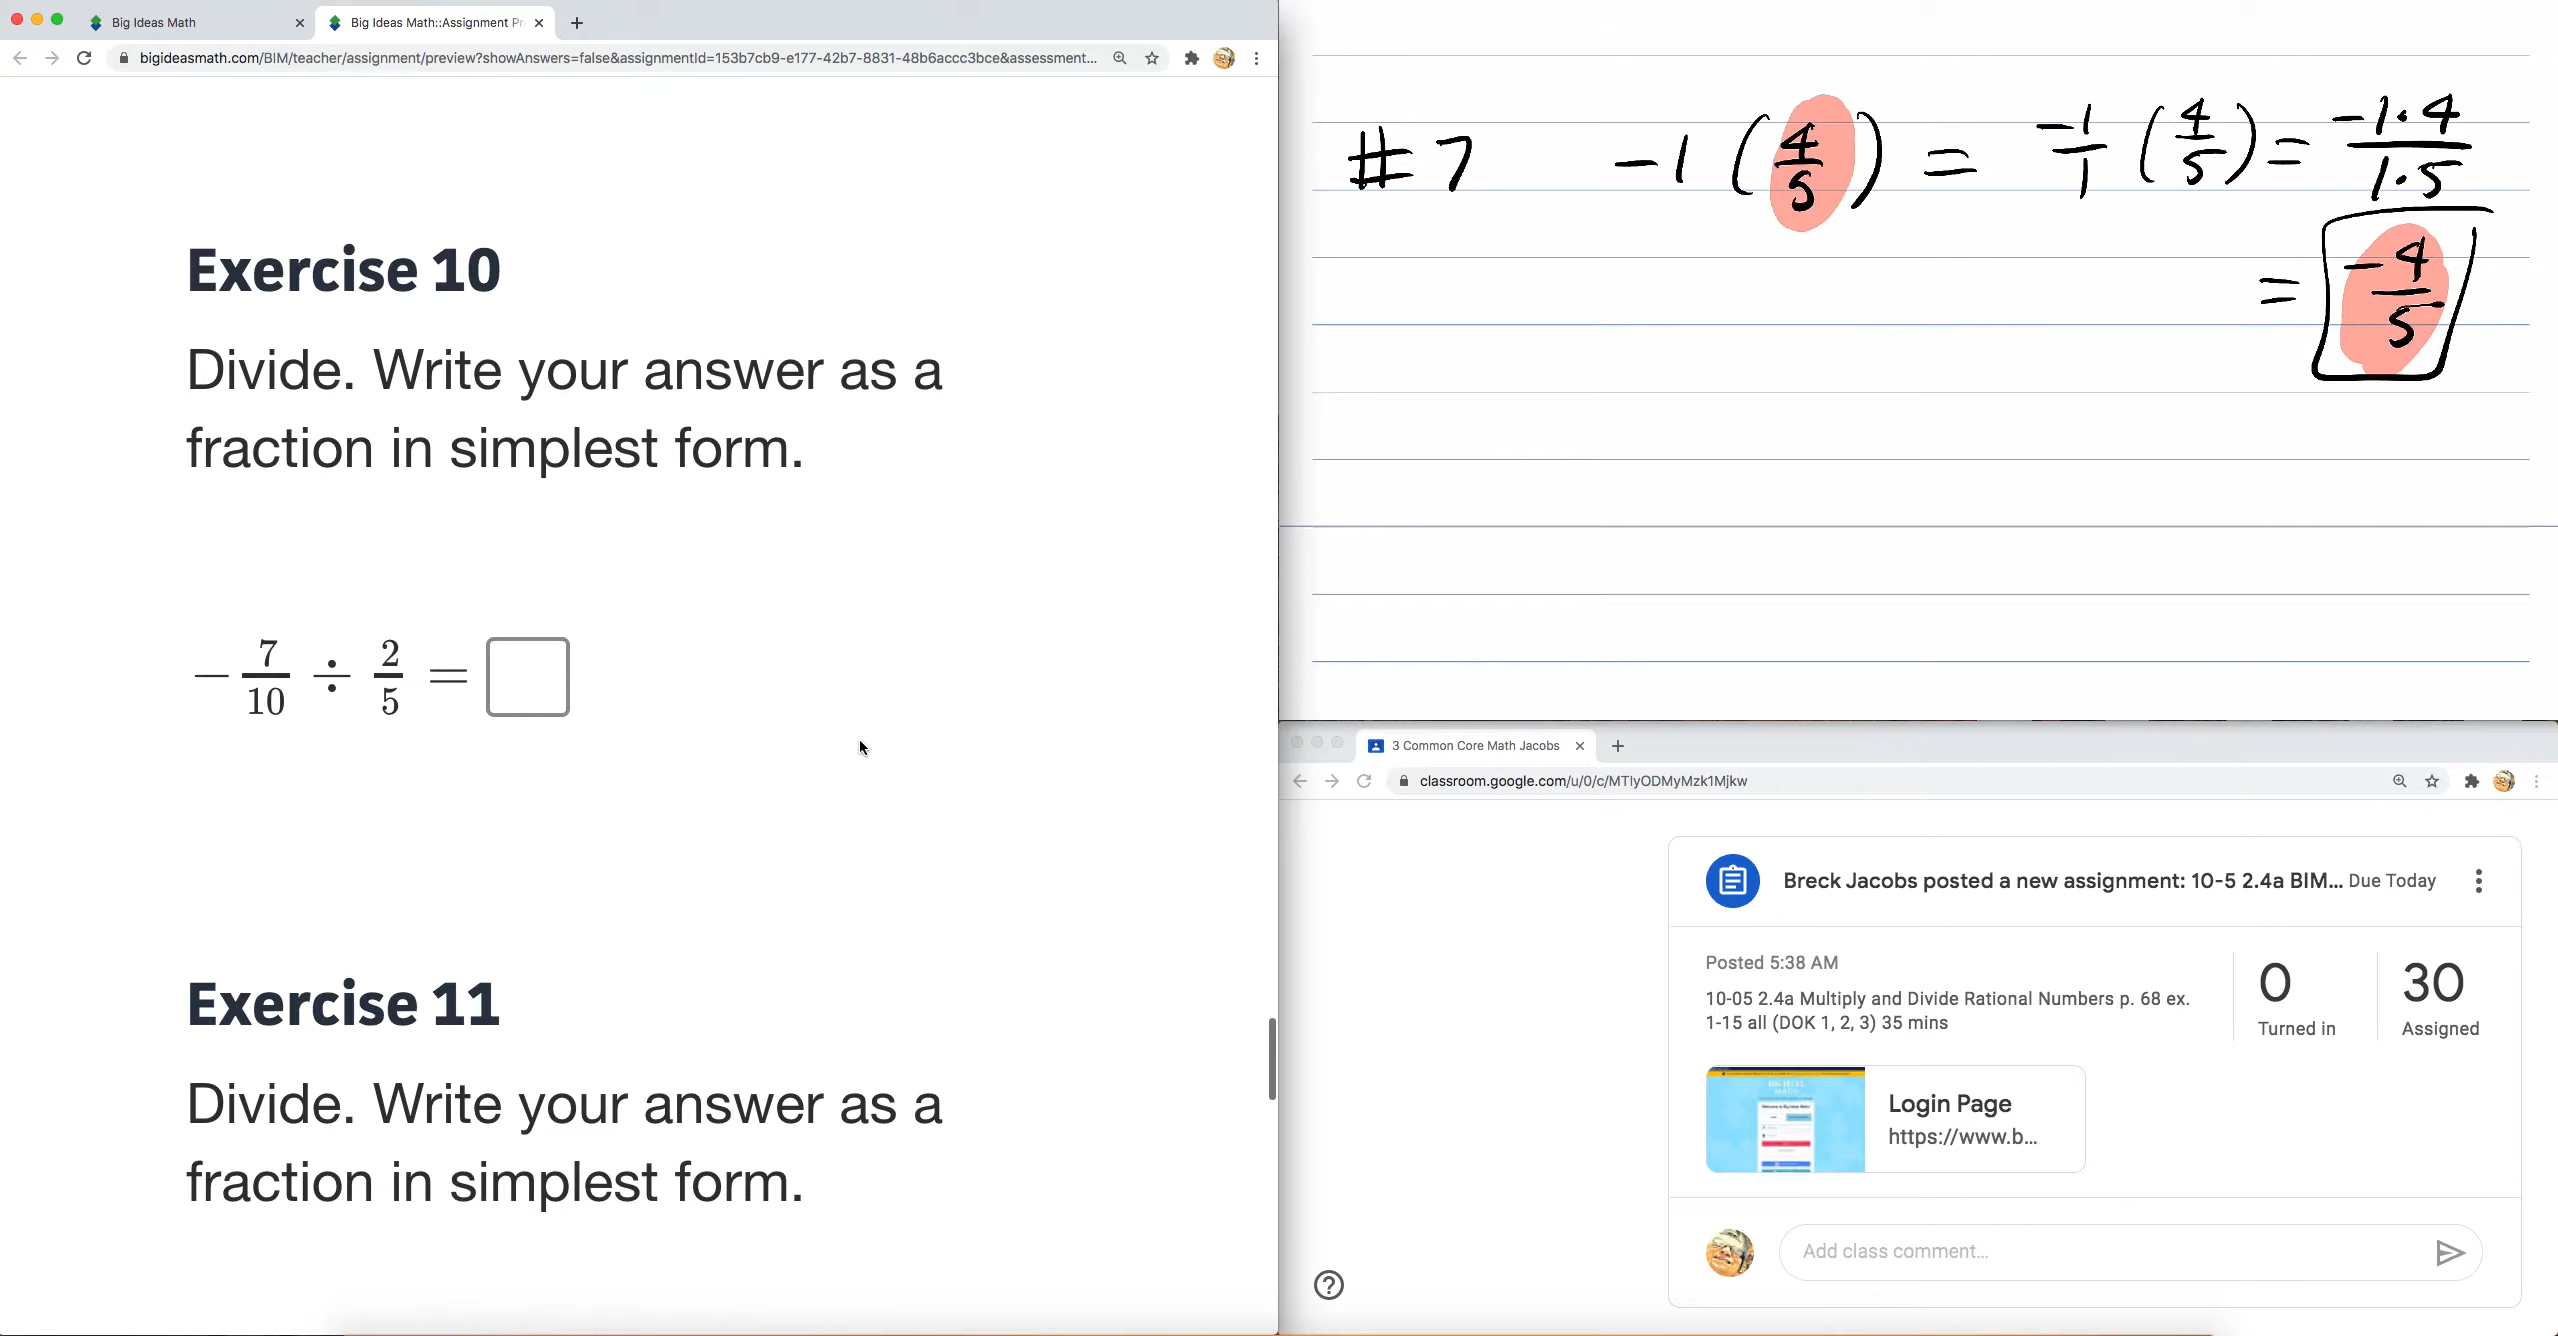 Big Ideas Math
Big Ideas Math::Assignment Pr
bigideasmath.com/BIM/teacher/assignment/preview?showAnswers=false&assignmentId=153b7cb9-e177-42b7-8831-48b6accc3bce&assessment...
Exercise 10
Divide. Write your answer as a
fraction in simplest form.
− 7/10 ÷ 2/5 =
Exercise 11
Divide. Write your answer as a
fraction in simplest form.
#7 -1 (4/5) = -1/1 (4/5) = -1·4/1·5
= -4/5
3 Common Core Math Jacobs
classroom.google.com/u/0/c/MTIyODMyMzk1Mjkw
Breck Jacobs posted a new assignment: 10-5 2.4a BIM... Due Today
Posted 5:38 AM
10-05 2.4a Multiply and Divide Rational Numbers p. 68 ex.
1-15 all (DOK 1, 2, 3) 35 mins
0
Turned in
30
Assigned
Login Page
https://www.b...
Add class comment...